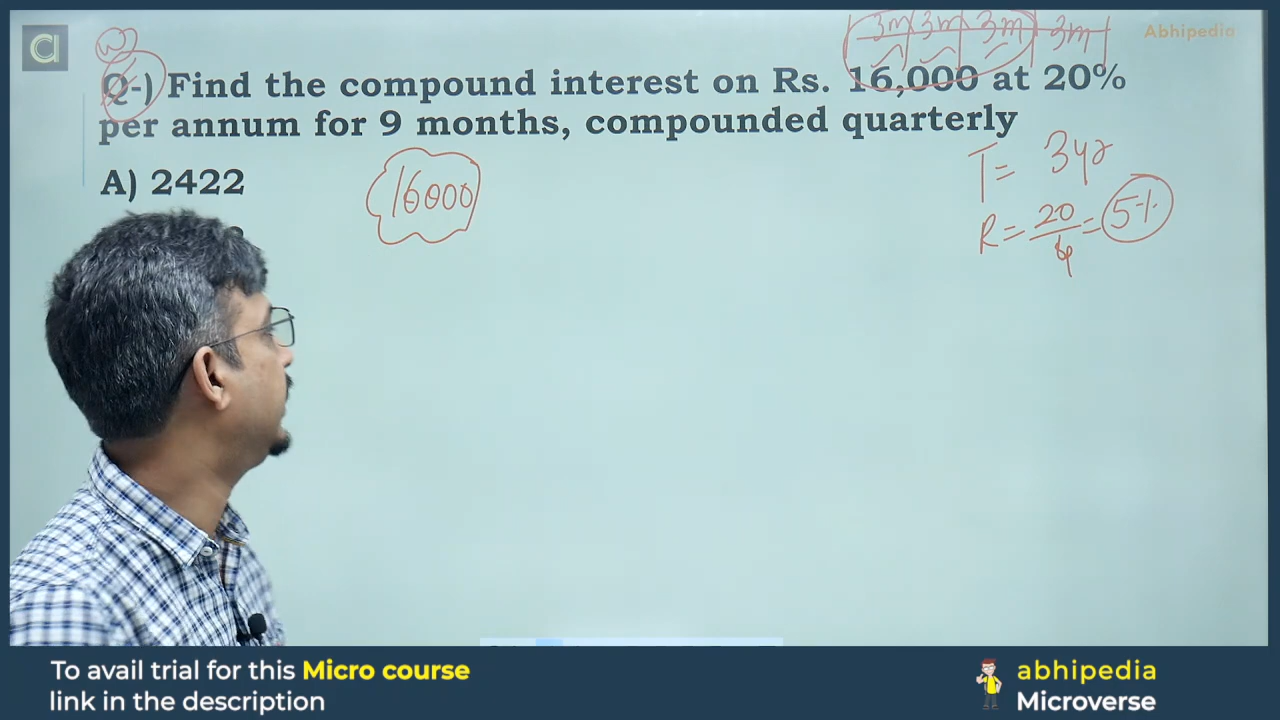 3m 3m 3m 3m
Abhipedia
Q-) Find the compound interest on Rs. 16,000 at 20%
per annum for 9 months, compounded quarterly
T = 3yr
A) 2422
16000
R = 20/4 = 5%
To avail trial for this Micro course
link in the description
abhipedia
Microverse